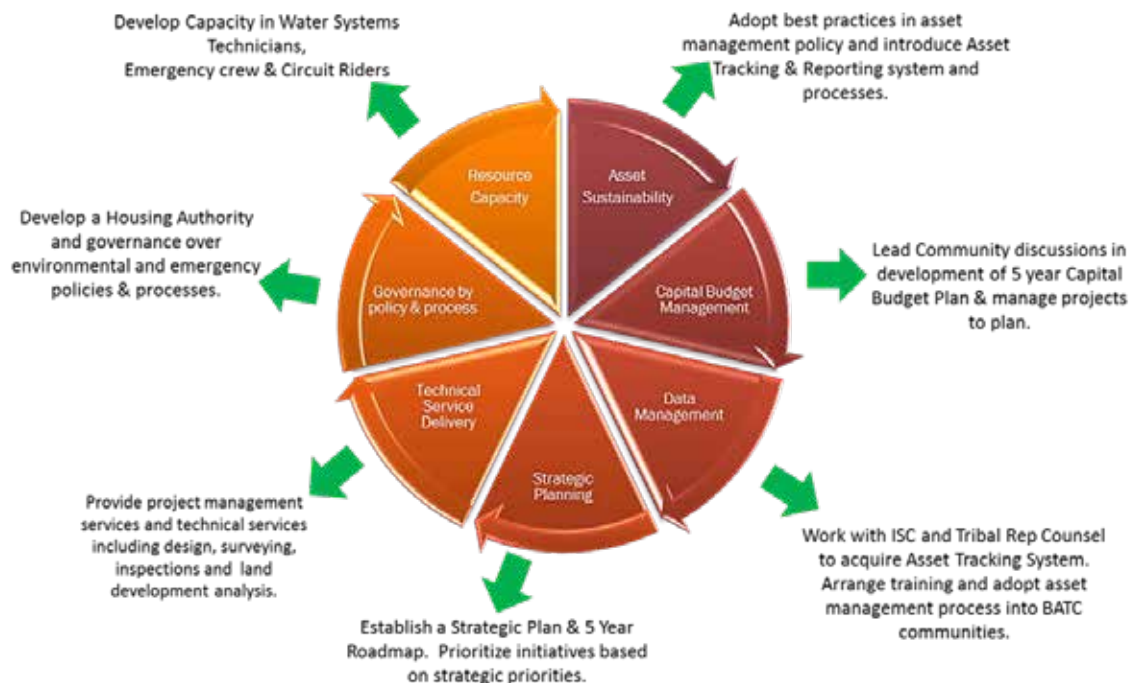 Develop Capacity in Water Systems
Technicians,
Emergency crew & Circuit Riders
Adopt best practices in asset
management policy and introduce Asset
Tracking & Reporting system and
processes.
Resource
Capacity
Asset
Sustainability
Develop a Housing Authority
and governance over
environmental and emergency
policies & processes.
Governance by
policy & process
Capital Budget
Management
Lead Community discussions in
development of 5 year Capital
Budget Plan & manage projects
to plan.
Technical
Service
Delivery
Data
Management
Strategic
Planning
Provide project management
services and technical services
including design, surveying,
inspections and land
development analysis.
Work with ISC and Tribal Rep Counsel
to acquire Asset Tracking System.
Arrange training and adopt asset
management process into BATC
communities.
Establish a Strategic Plan & 5 Year
Roadmap. Prioritize initiatives based
on strategic priorities.